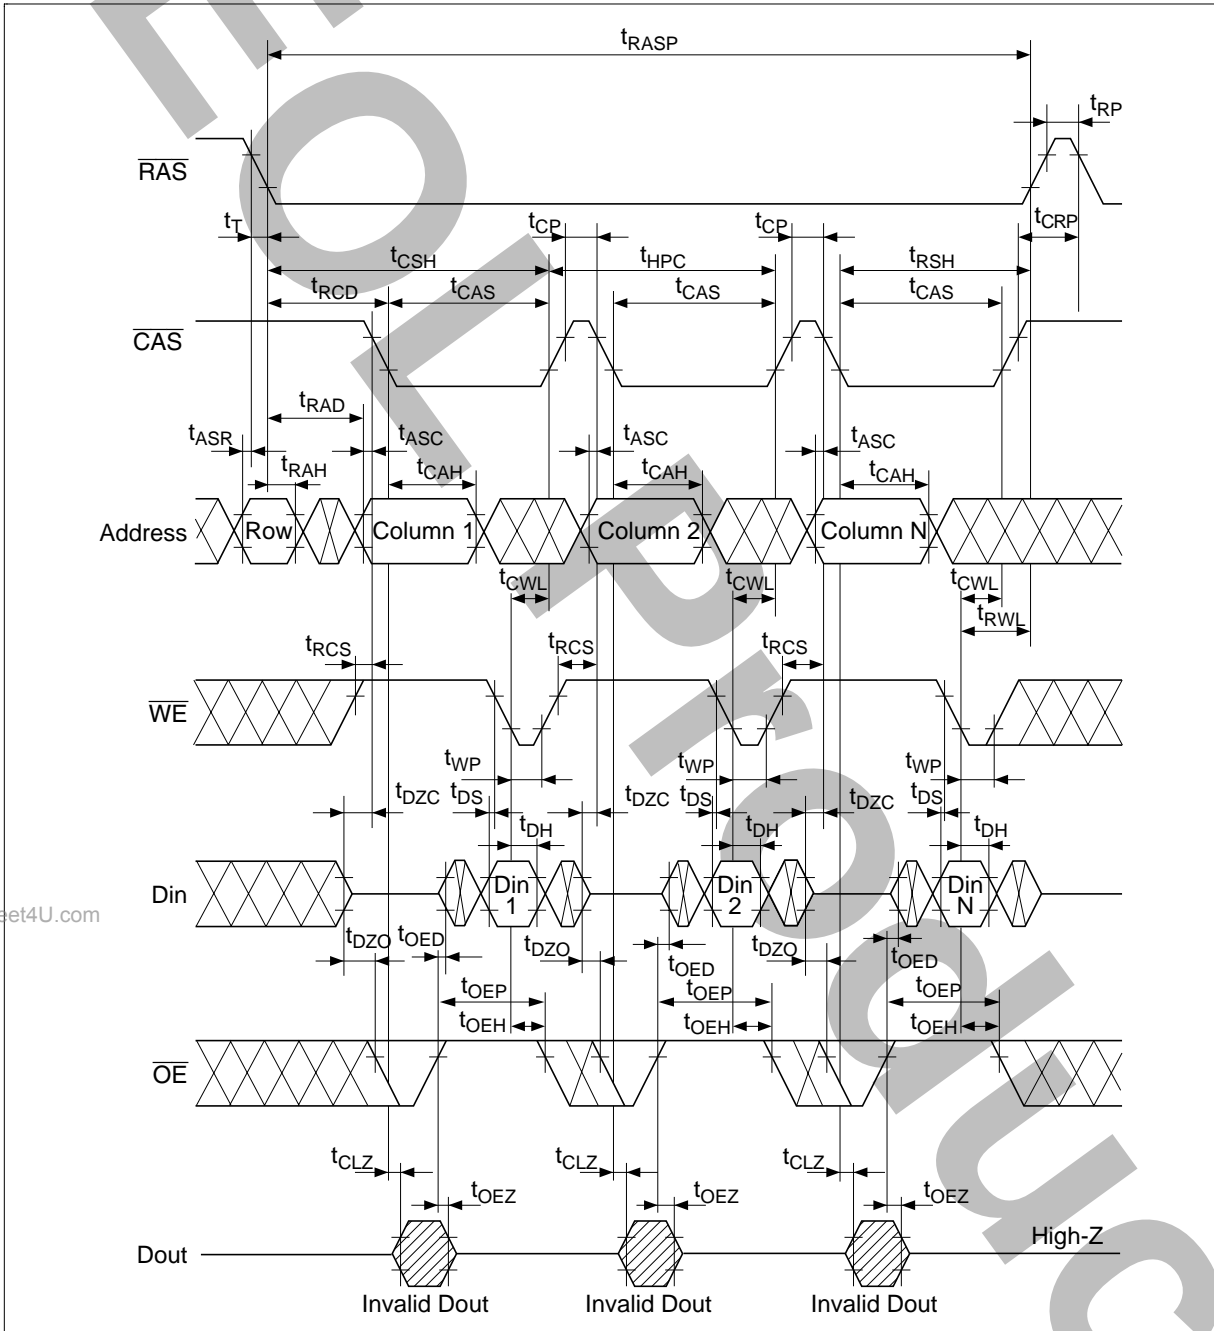 EOL Product
tRASP
tRP
RAS
tT
tCP
tCP
tCRP
tCSH
tHPC
tRSH
tRCD
tCAS
tCAS
tCAS
CAS
tRAD
tASR
tASC
tASC
tASC
tRAH
tCAH
tCAH
tCAH
Address
Row
Column 1
Column 2
Column N
tCWL
tCWL
tCWL
tRWL
tRCS
tRCS
tRCS
WE
tWP
tWP
tWP
tDZC
tDS
tDZC
tDS
tDZC
tDS
tDH
tDH
tDH
Din
Din 1
Din 2
Din N
eet4U.com
tDZO
tOED
tDZO
tOED
tDZO
tOED
tOEP
tOEP
tOEP
tOEH
tOEH
tOEH
OE
tCLZ
tCLZ
tCLZ
tOEZ
tOEZ
tOEZ
Dout
High-Z
Invalid Dout
Invalid Dout
Invalid Dout